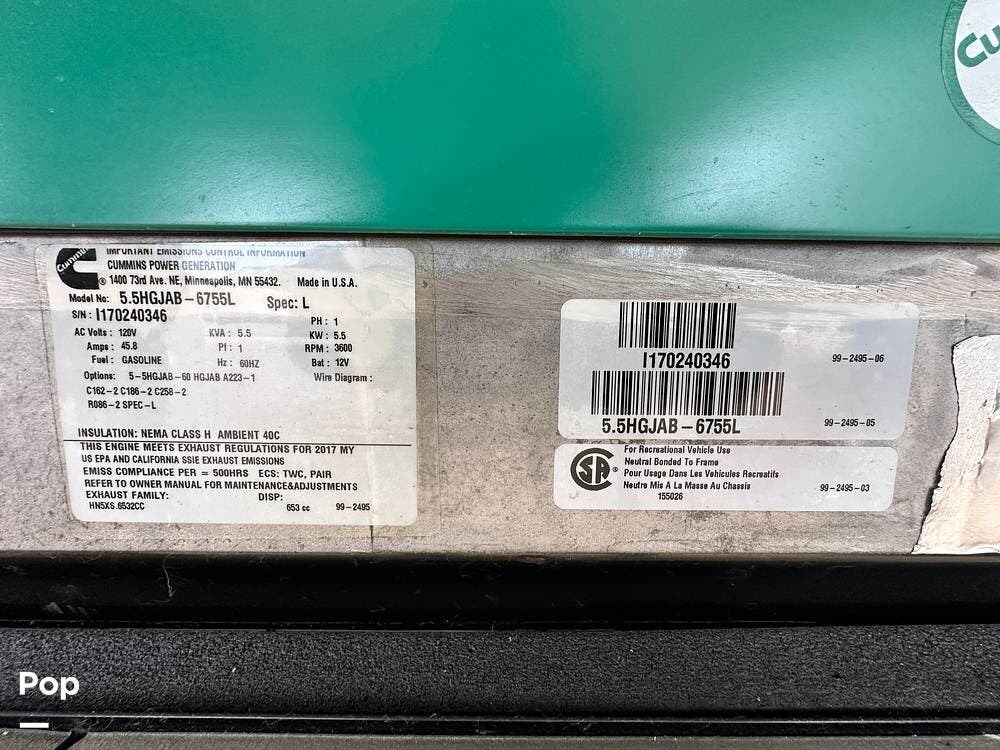 Cu
Cummins
IMPORTANT EMISSIONS CONTROL INFORMATION
CUMMINS POWER GENERATION
® 1400 73rd Ave. NE, Minneapolis, MN 55432. Made in U.S.A.
Model No: 5.5HGJAB-6755L Spec: L
S/N: I170240346 PH: 1
AC Volts: 120V KVA: 5.5 KW: 5.5
Amps: 45.8 Pf: 1 RPM: 3600
Fuel: GASOLINE Hz: 60HZ Bat: 12V
Options: 5-5HGJAB-60 HGJAB A223-1 Wire Diagram:
C162-2 C186-2 C258-2
R086-2 SPEC-L
INSULATION: NEMA CLASS H AMBIENT 40C
THIS ENGINE MEETS EXHAUST REGULATIONS FOR 2017 MY
US EPA AND CALIFORNIA SSIE EXHAUST EMISSIONS
EMISS COMPLIANCE PER = 500HRS ECS: TWC, PAIR
REFER TO OWNER MANUAL FOR MAINTENANCE&ADJUSTMENTS
EXHAUST FAMILY: DISP:
HN5XS.6532CC 653 cc 99-2495
I170240346 99-2495-06
5.5HGJAB-6755L 99-2495-05
SA ®
For Recreational Vehicle Use
Neutral Bonded To Frame
Pour Usage Dans Les Vehicules Recreatifs
Neutre Mis A La Masse Au Chassis 99-2495-03
155026
Pop